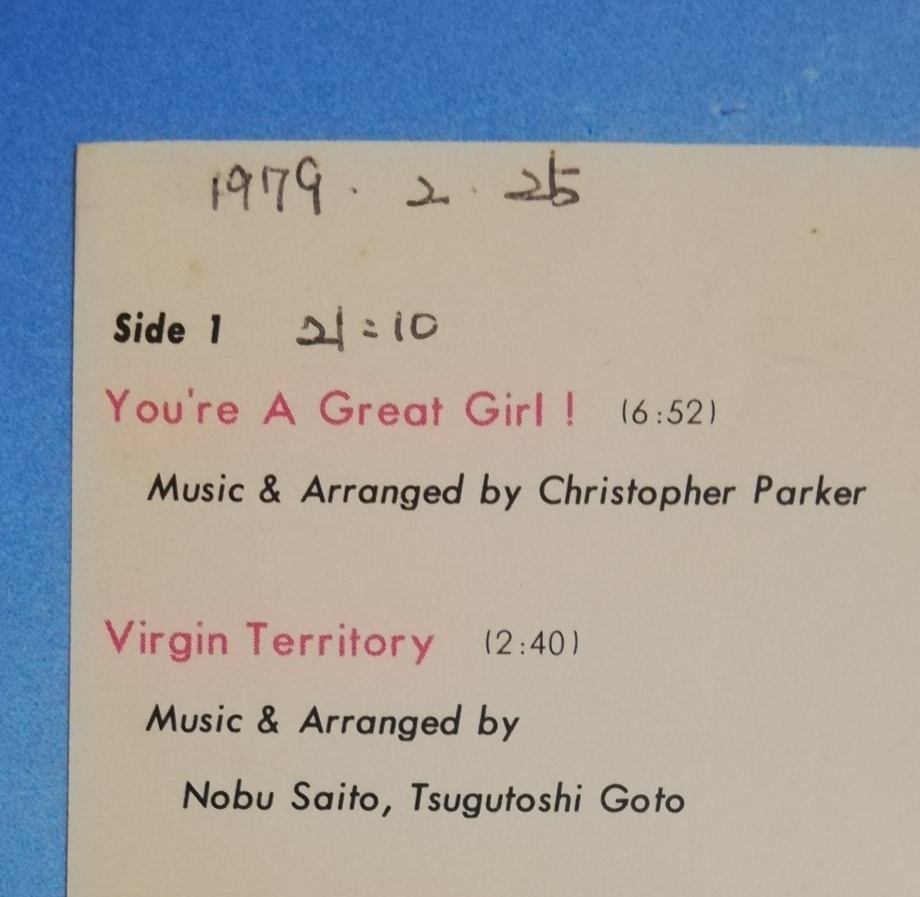 1979. 2. 25
Side 1 21:10
You're A Great Girl ! (6:52)
Music & Arranged by Christopher Parker
Virgin Territory (2:40)
Music & Arranged by
Nobu Saito, Tsugutoshi Goto